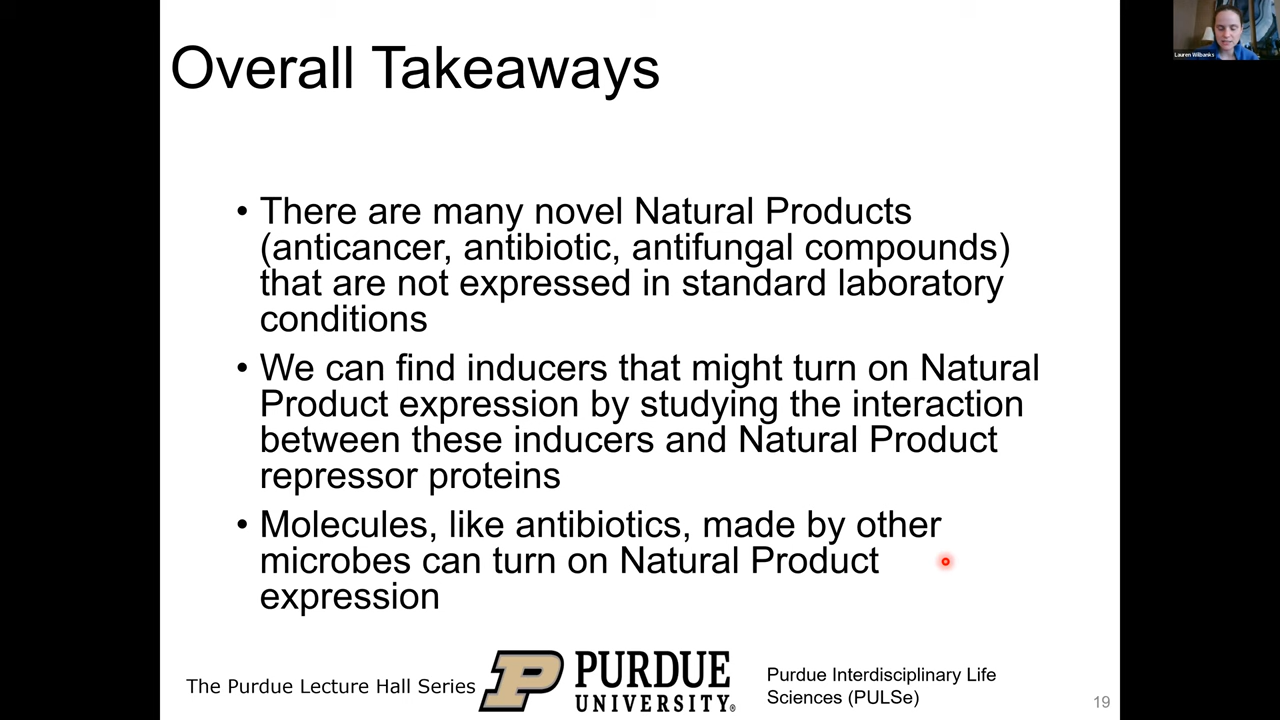 Overall Takeaways
Lauren Wilbanks
• There are many novel Natural Products
(anticancer, antibiotic, antifungal compounds)
that are not expressed in standard laboratory
conditions
• We can find inducers that might turn on Natural
Product expression by studying the interaction
between these inducers and Natural Product
repressor proteins
• Molecules, like antibiotics, made by other
microbes can turn on Natural Product
expression
The Purdue Lecture Hall Series
P PURDUE
UNIVERSITY®
Purdue Interdisciplinary Life
Sciences (PULSe)
19